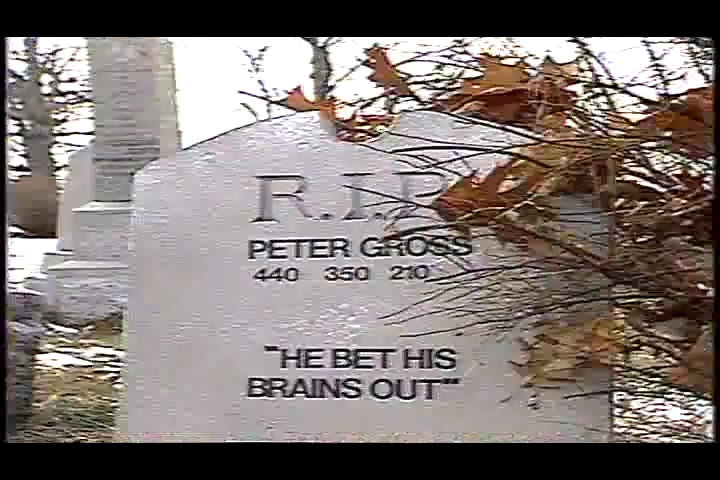 R.I.P
PETER GROSS
440 350 210
"HE BET HIS
BRAINS OUT"